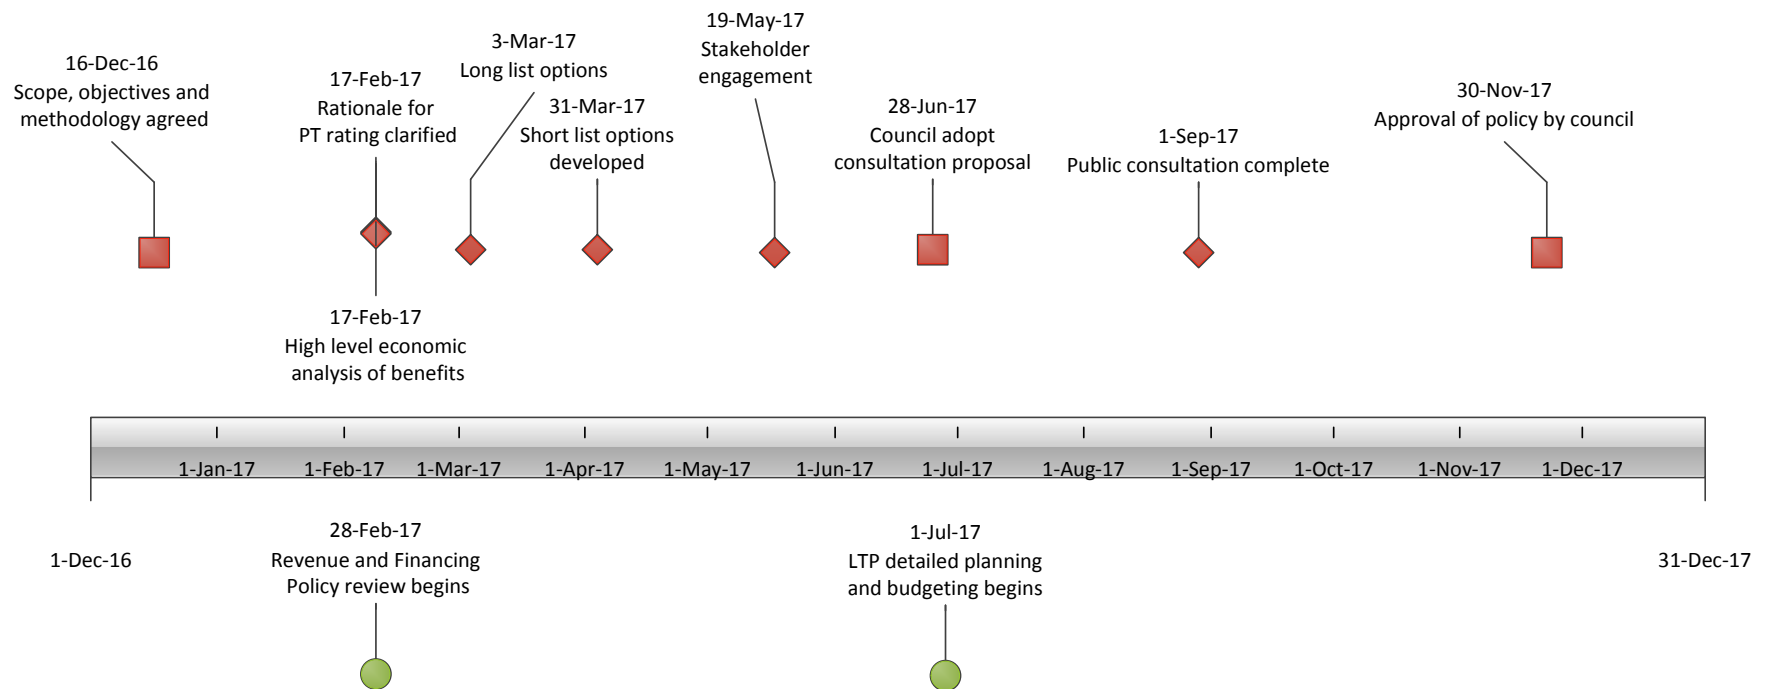 16-Dec-16
Scope, objectives and
methodology agreed
17-Feb-17
Rationale for
PT rating clarified
3-Mar-17
Long list options
31-Mar-17
Short list options
developed
19-May-17
Stakeholder
engagement
28-Jun-17
Council adopt
consultation proposal
1-Sep-17
Public consultation complete
30-Nov-17
Approval of policy by council
17-Feb-17
High level economic
analysis of benefits
1-Jan-17
1-Feb-17
1-Mar-17
1-Apr-17
1-May-17
1-Jun-17
1-Jul-17
1-Aug-17
1-Sep-17
1-Oct-17
1-Nov-17
1-Dec-17
1-Dec-16
28-Feb-17
Revenue and Financing
Policy review begins
1-Jul-17
LTP detailed planning
and budgeting begins
31-Dec-17